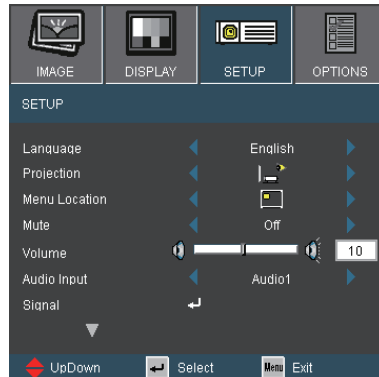 IMAGE DISPLAY SETUP OPTIONS
SETUP
Language English
Projection
Menu Location
Mute Off
Volume 10
Audio Input Audio1
Signal
UpDown Select Menu Exit